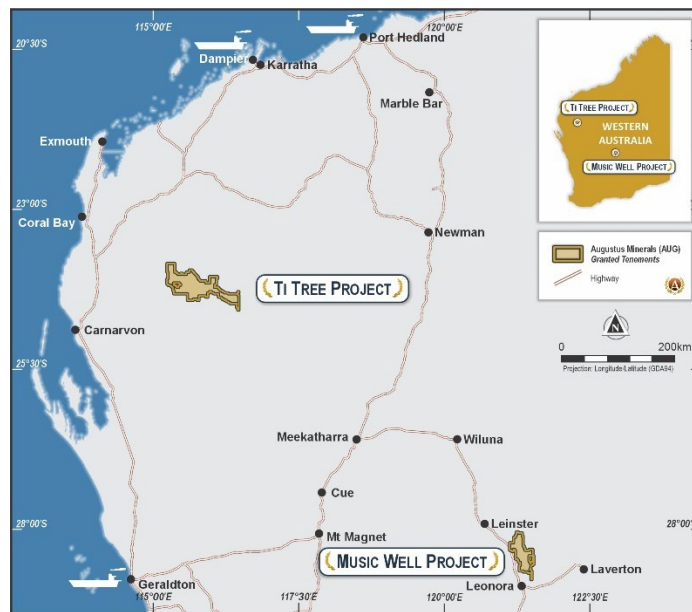 115°00'E
120°00'E
20°30'S
Port Hedland
Dampier
Karratha
Marble Bar
Exmouth
23°00'S
Coral Bay
Newman
TI TREE PROJECT
Carnarvon
25°30'S
Meekatharra
Wiluna
Cue
28°00'S
Leinster
28°00'S
Mt Magnet
MUSIC WELL PROJECT
Laverton
Geraldton
Leonora
117°30'E
120°00'E
122°30'E
TI TREE PROJECT
WESTERN
AUSTRALIA
MUSIC WELL PROJECT
Augustus Minerals (AUG)
Granted Tenements
Highway
A
N
0
200km
Projection: Longitude/Latitude (GDA94)